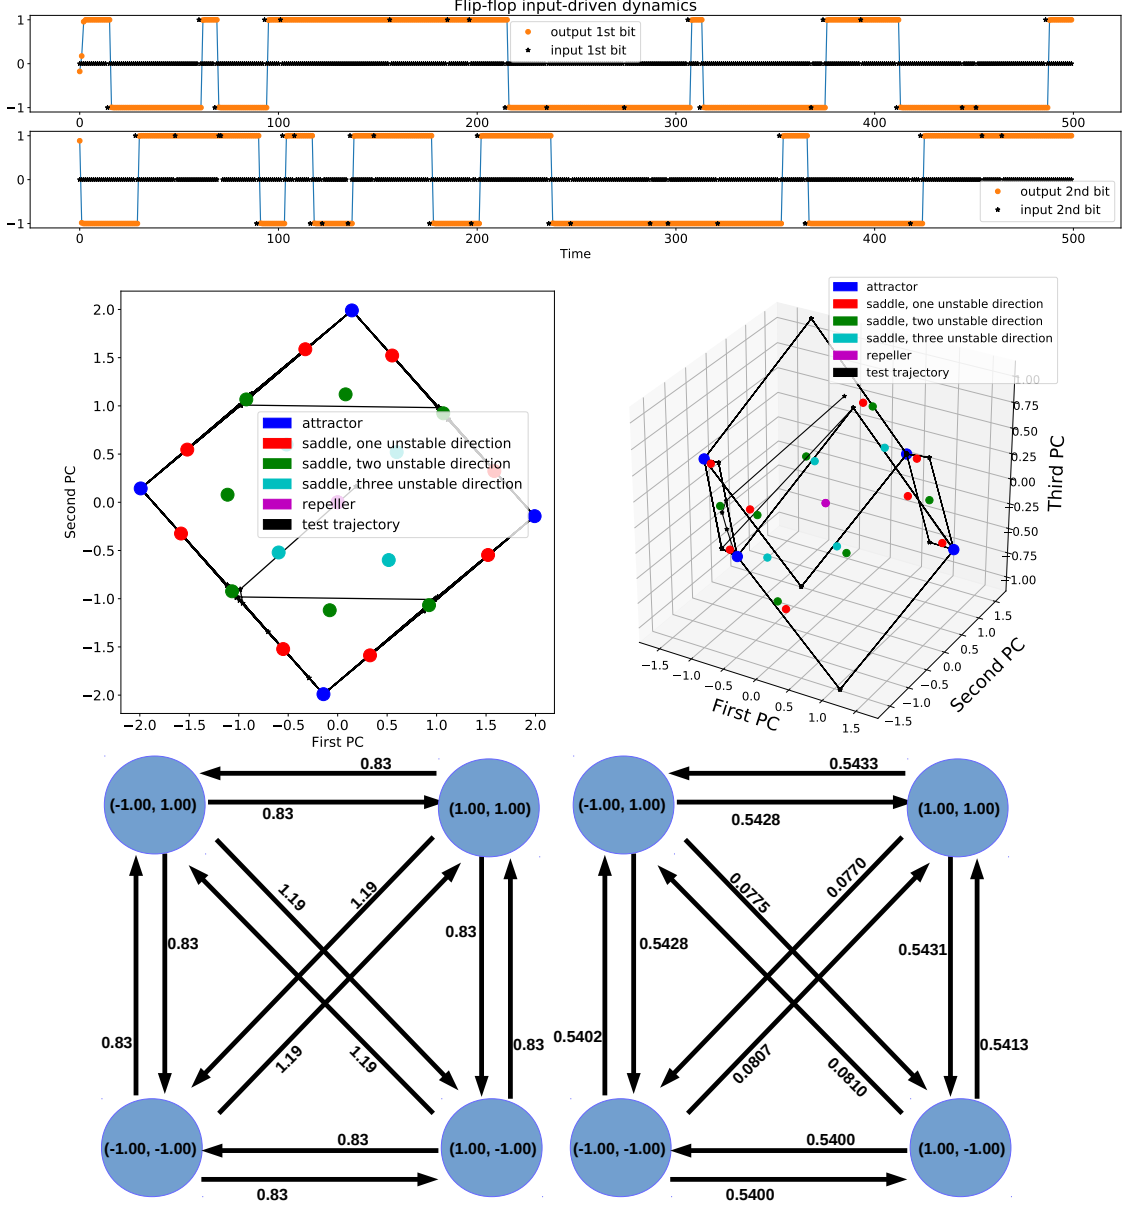 Flip-flop input-driven dynamics
1
0
−1
output 1st bit
input 1st bit
0 100 200 300 400 500
1
0
−1
output 2nd bit
input 2nd bit
0 100 200 300 400 500
Time
2.0
1.5
1.0
0.5
0.0
−0.5
−1.0
−1.5
−2.0
Second PC
attractor
saddle, one unstable direction
saddle, two unstable direction
saddle, three unstable direction
repeller
test trajectory
−2.0 −1.5 −1.0 −0.5 0.0 0.5 1.0 1.5 2.0
First PC
attractor
saddle, one unstable direction
saddle, two unstable direction
saddle, three unstable direction
repeller
test trajectory
1.00
0.75
0.50
0.25
0.00
−0.25
−0.50
−0.75
−1.00
Third PC
1.5
1.0
0.5
0.0
−0.5
−1.0
−1.5
Second PC
−1.5
−1.0
−0.5
0.0
0.5
1.0
1.5
First PC
0.83
(-1.00, 1.00)
(1.00, 1.00)
0.83
1.19
1.19
0.83
0.83
0.83
0.83
1.19
1.19
(-1.00, -1.00)
(1.00, -1.00)
0.83
0.83
0.5433
(-1.00, 1.00)
(1.00, 1.00)
0.5428
0.0775
0.0770
0.5428
0.5431
0.5402
0.5413
0.0807
0.0810
(-1.00, -1.00)
(1.00, -1.00)
0.5400
0.5400